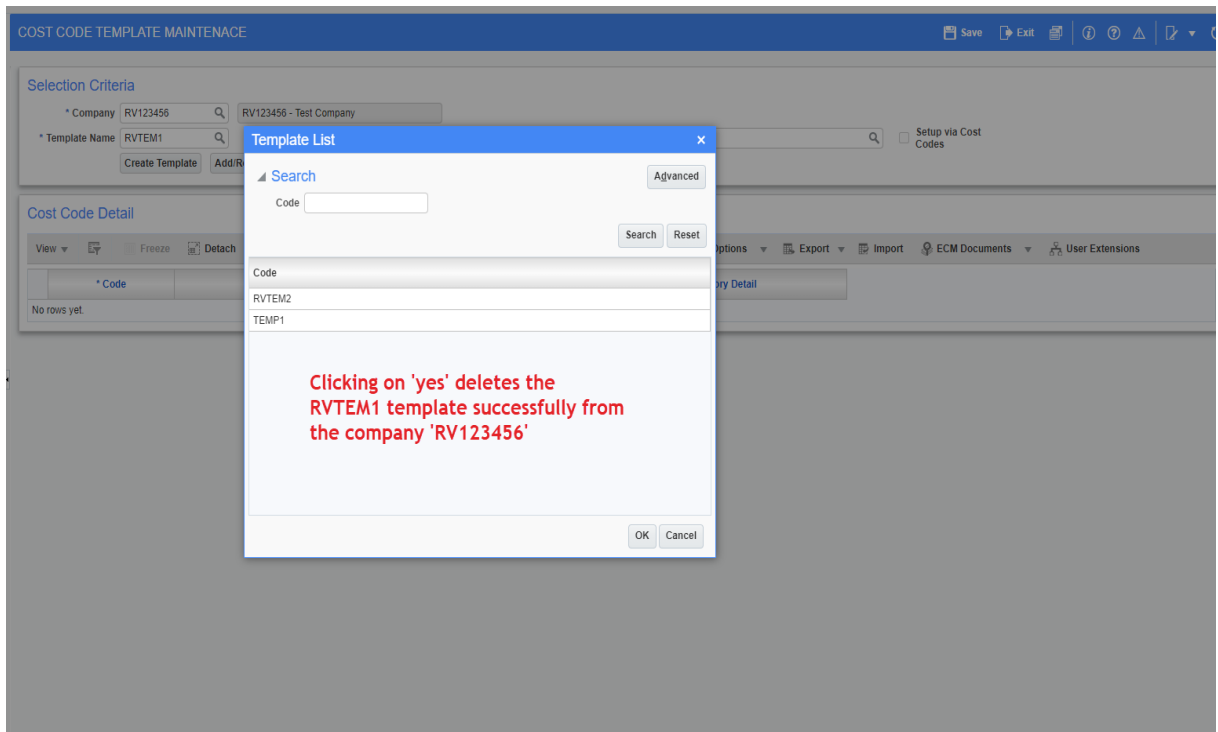 COST CODE TEMPLATE MAINTENACE
Save
Exit
Selection Criteria
* Company
RV123456
RV123456 - Test Company
* Template Name
RVTEM1
Setup via Cost
Codes
Create Template
Template List
Search
Advanced
Code
Search
Reset
Code
RVTEM2
TEMP1
Clicking on 'yes' deletes the
RVTEM1 template successfully from
the company 'RV123456'
OK
Cancel
Cost Code Detail
View
Freeze
Detach
Export
Import
ECM Documents
User Extensions
* Code
Detail
No rows yet.